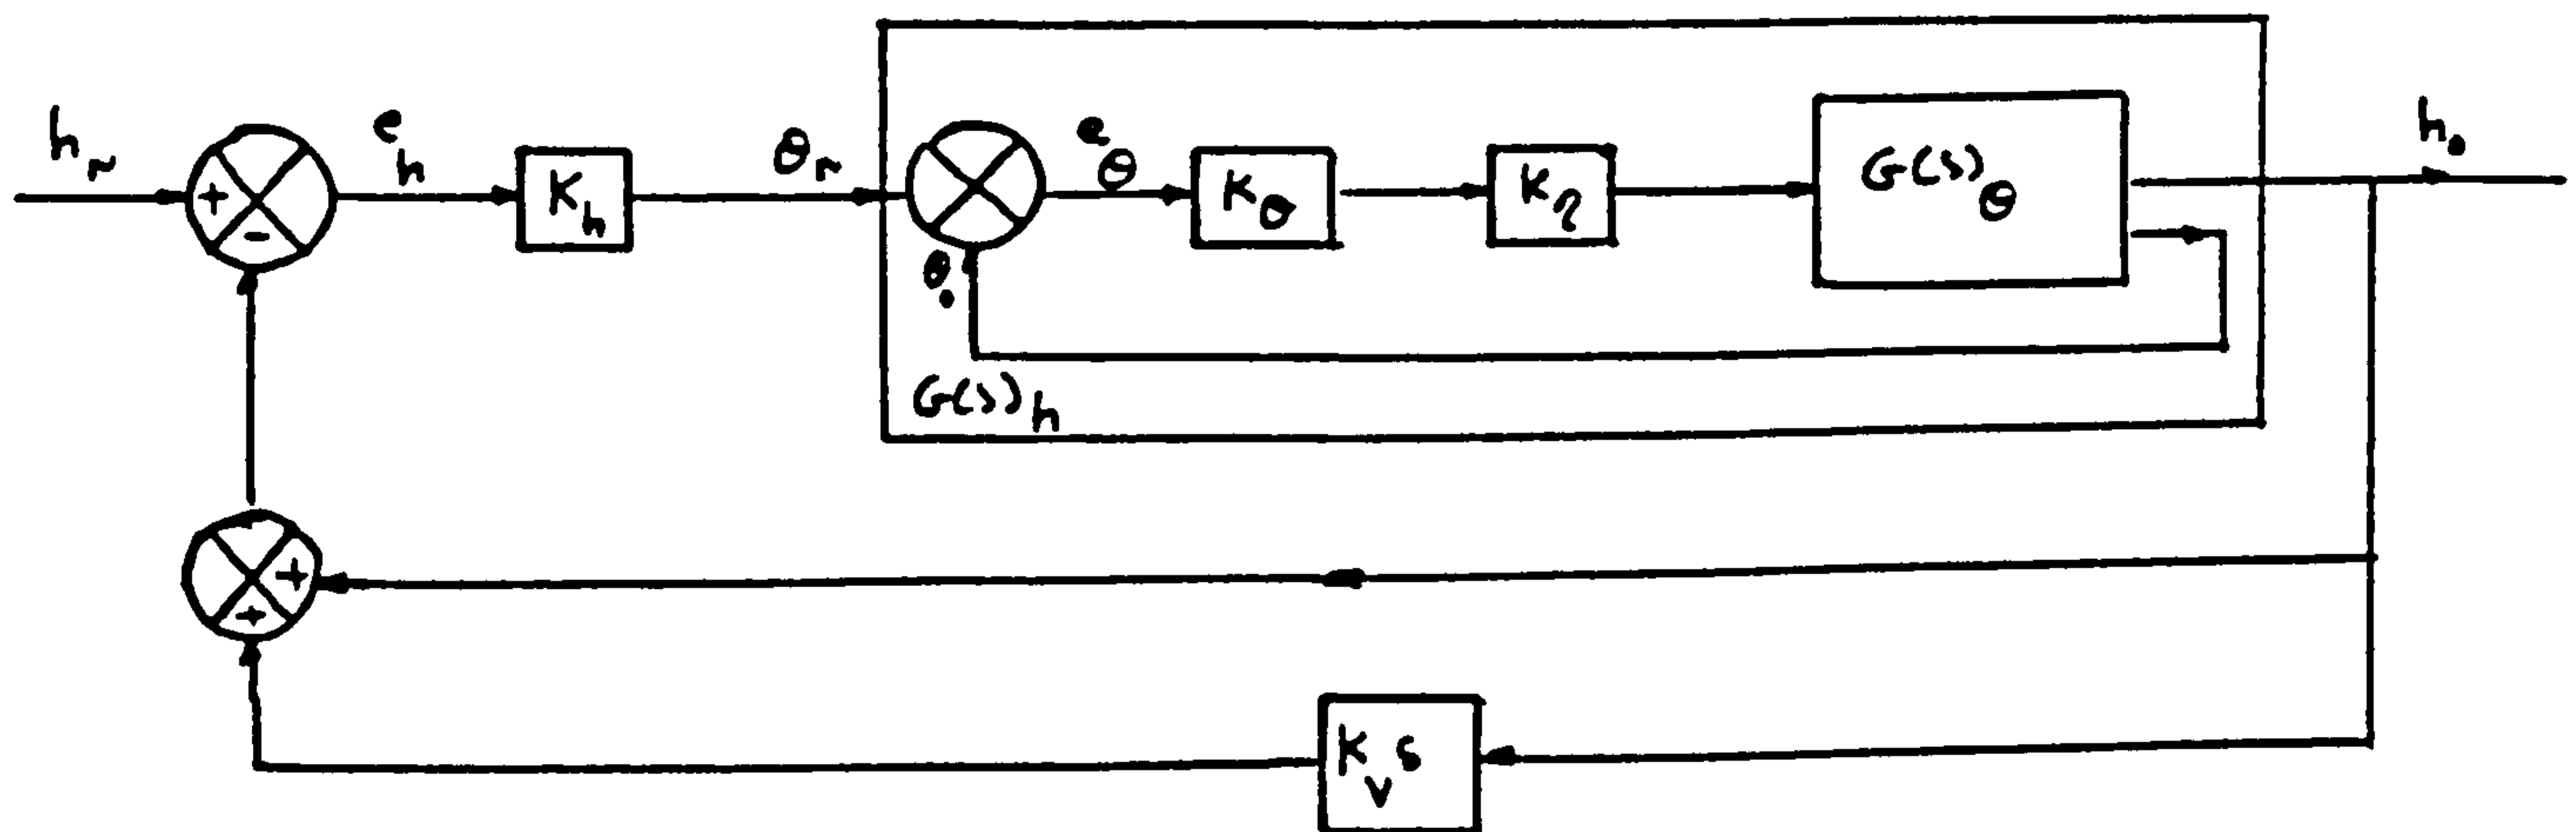 h_r
+
-
e_h
K_h
θ_r
e_θ
K_θ
K_η
G(s)_θ
h_o
θ_o
G(s)_h
+
+
K_v s